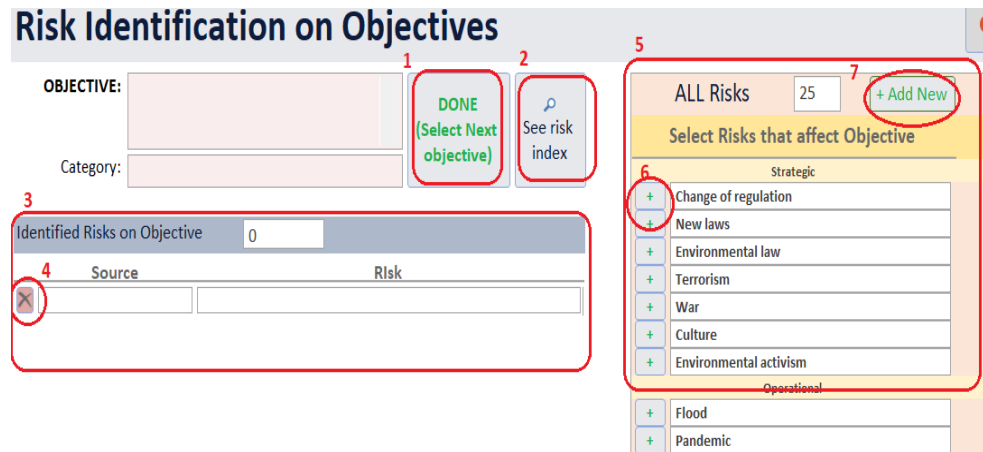 Risk Identification on Objectives
1
2
OBJECTIVE:
DONE
(Select Next
objective)
See risk
index
Category:
3
Identified Risks on Objective 0
4
Source RIsk
5
7
ALL Risks 25 + Add New
Select Risks that affect Objective
6
Strategic
+ Change of regulation
+ New laws
+ Environmental law
+ Terrorism
+ War
+ Culture
+ Environmental activism
Operational
+ Flood
+ Pandemic